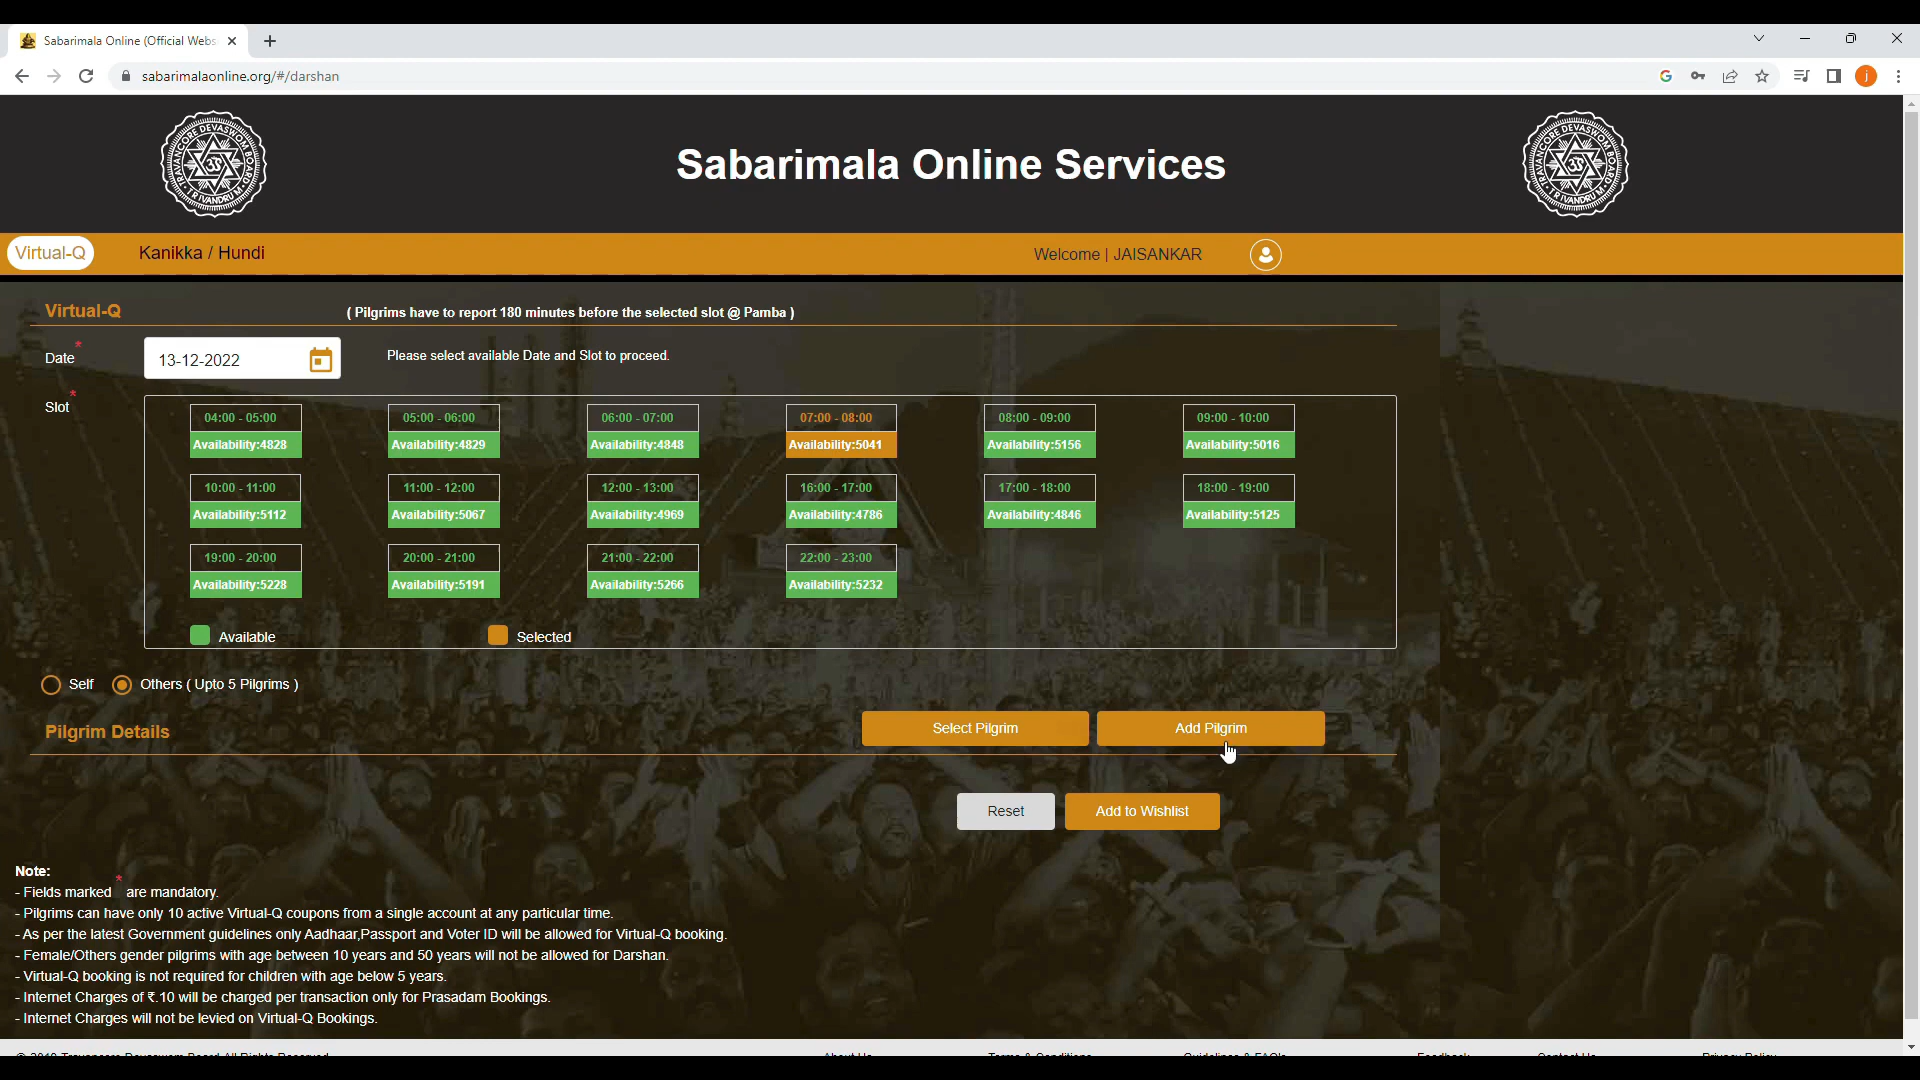 Sabarimala Online (Official Webs
sabarimalaonline.org/#/darshan
j
TRAVANCORE DEVASWOM BOARD
TRIVANDRUM
Sabarimala Online Services
TRAVANCORE DEVASWOM BOARD
TRIVANDRUM
Virtual-Q Kanikka / Hundi Welcome | JAISANKAR
Virtual-Q ( Pilgrims have to report 180 minutes before the selected slot @ Pamba )
Date * 13-12-2022 Please select available Date and Slot to proceed.
Slot *
04:00 - 05:00 05:00 - 06:00 06:00 - 07:00 07:00 - 08:00 08:00 - 09:00 09:00 - 10:00
Availability:4828 Availability:4829 Availability:4848 Availability:5041 Availability:5156 Availability:5016
10:00 - 11:00 11:00 - 12:00 12:00 - 13:00 16:00 - 17:00 17:00 - 18:00 18:00 - 19:00
Availability:5112 Availability:5067 Availability:4969 Availability:4786 Availability:4846 Availability:5125
19:00 - 20:00 20:00 - 21:00 21:00 - 22:00 22:00 - 23:00
Availability:5228 Availability:5191 Availability:5266 Availability:5232
Available Selected
Self Others ( Upto 5 Pilgrims )
Pilgrim Details Select Pilgrim Add Pilgrim
Reset Add to Wishlist
Note:
- Fields marked * are mandatory.
- Pilgrims can have only 10 active Virtual-Q coupons from a single account at any particular time.
- As per the latest Government guidelines only Aadhaar,Passport and Voter ID will be allowed for Virtual-Q booking.
- Female/Others gender pilgrims with age between 10 years and 50 years will not be allowed for Darshan.
- Virtual-Q booking is not required for children with age below 5 years.
- Internet Charges of ₹.10 will be charged per transaction only for Prasadam Bookings.
- Internet Charges will not be levied on Virtual-Q Bookings.